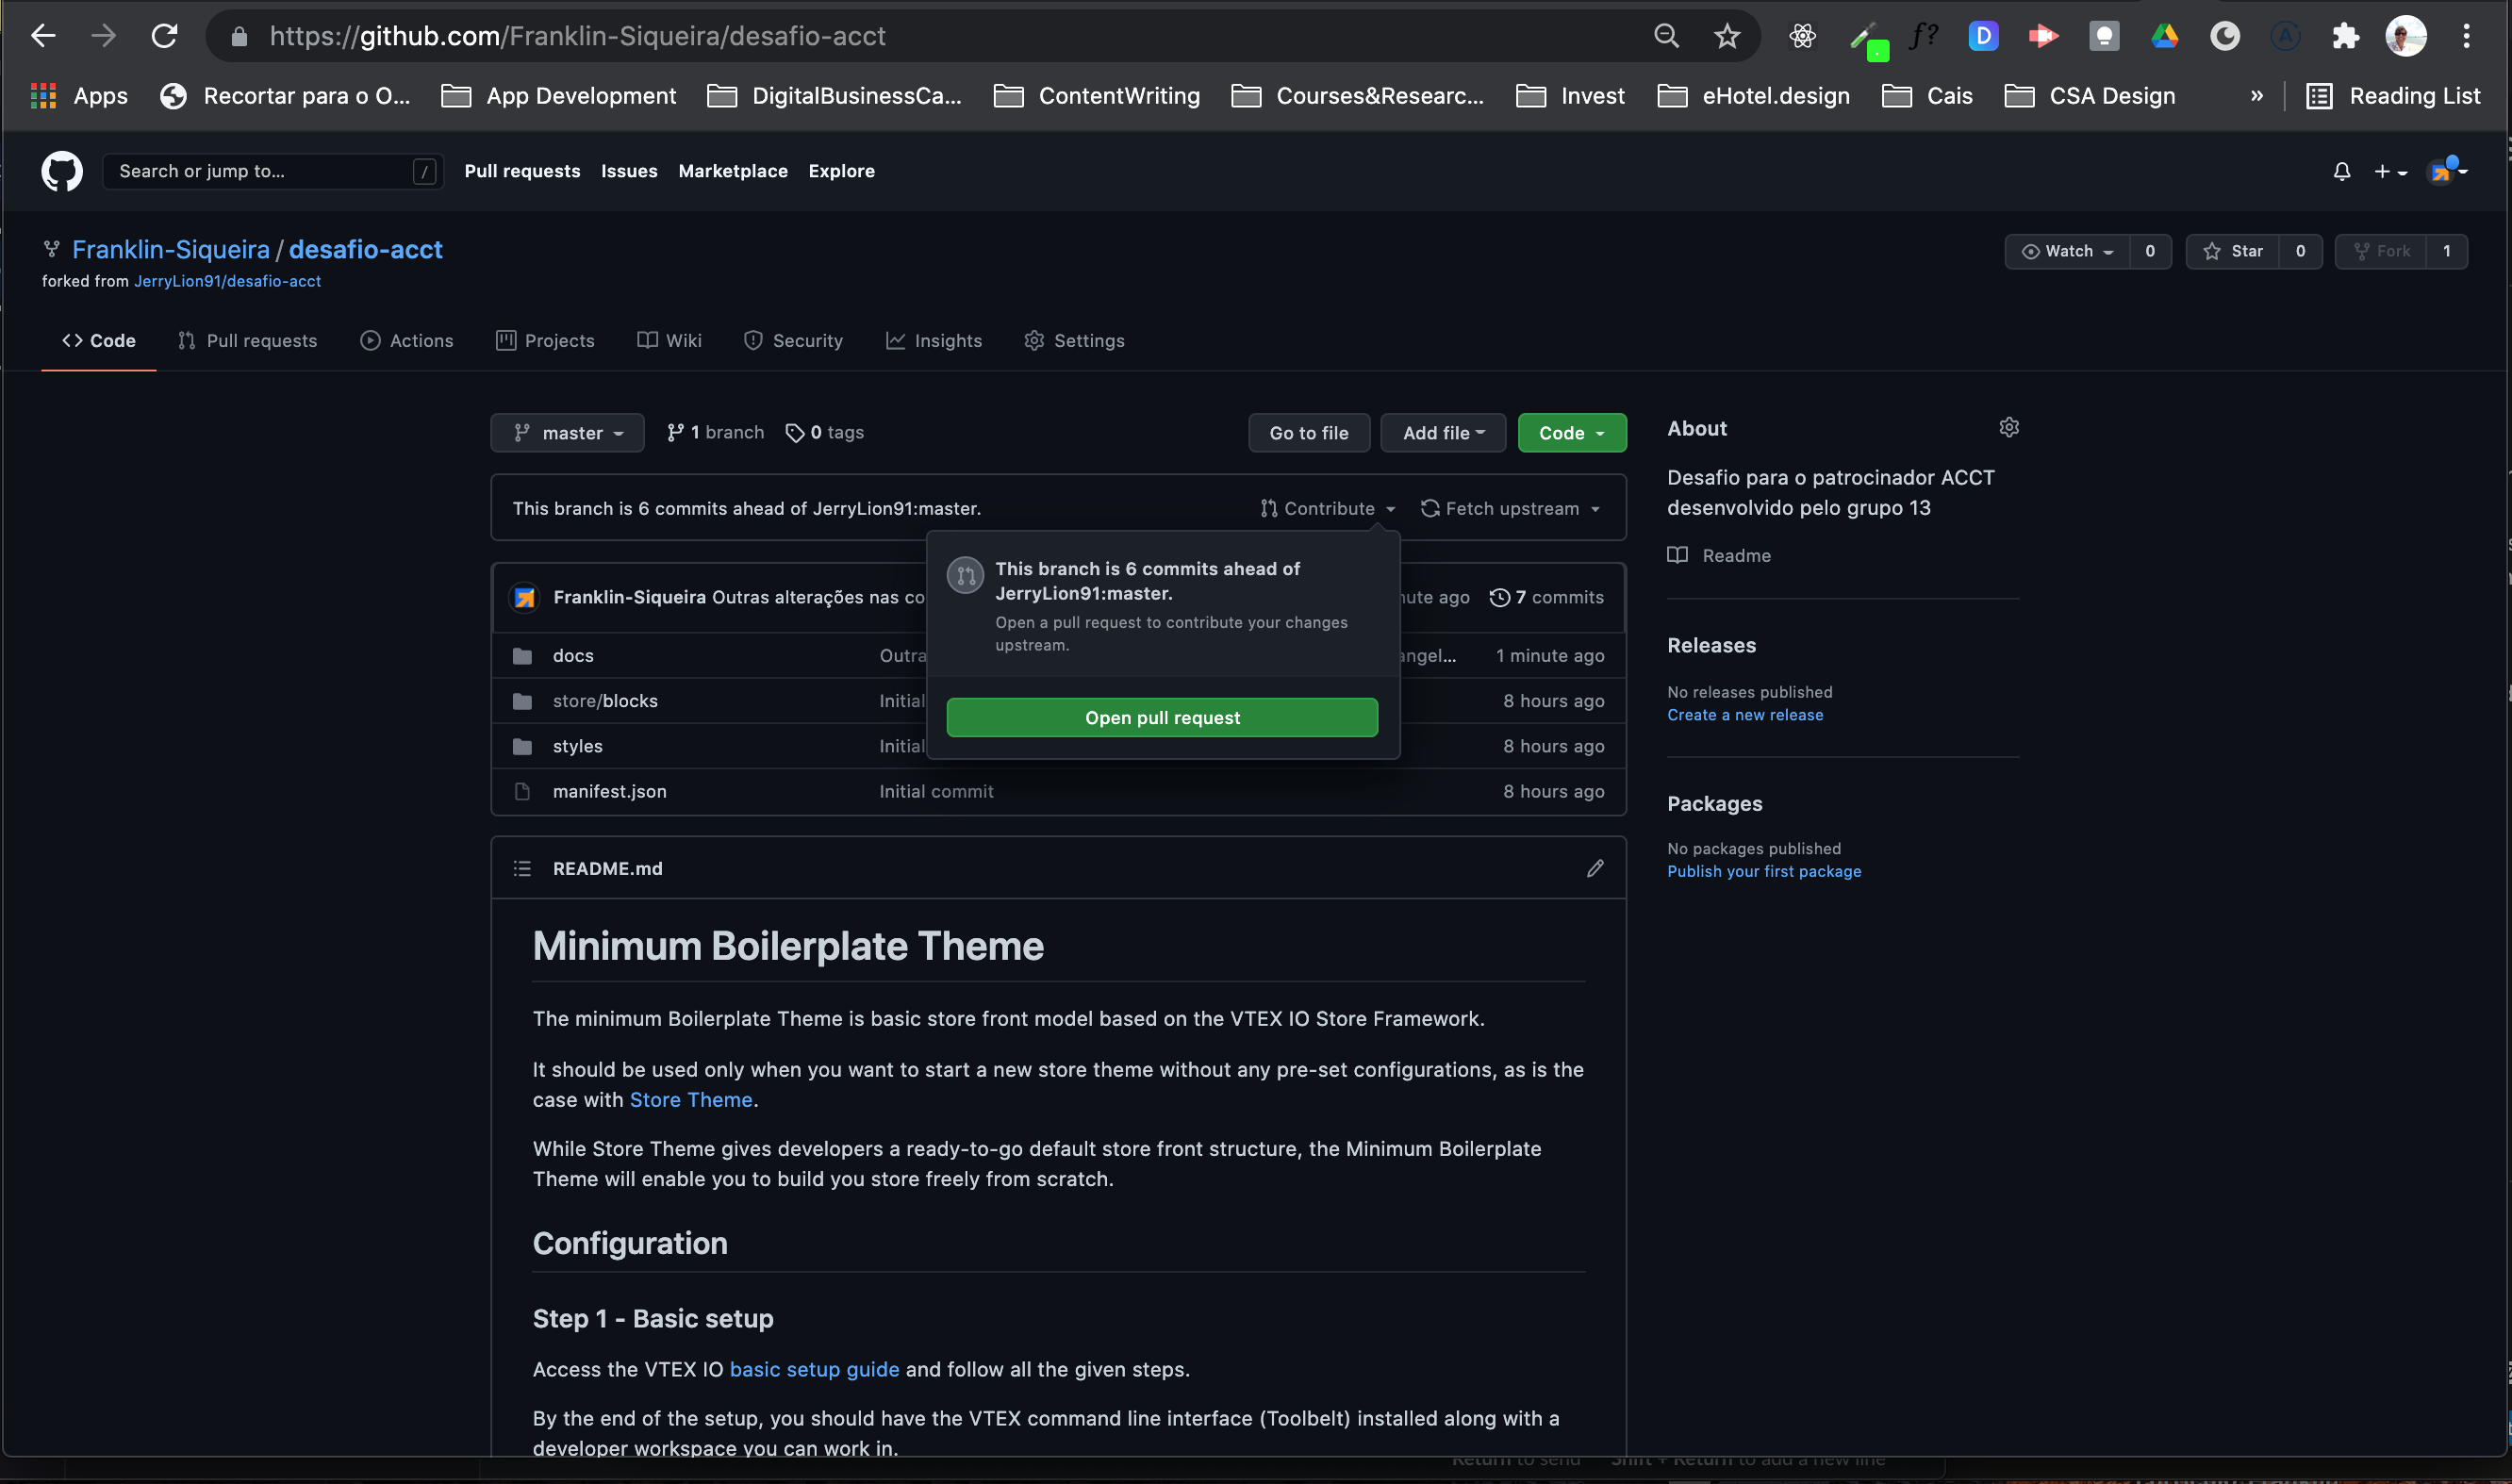 https://github.com/Franklin-Siqueira/desafio-acct
f?
D
A
Apps
Recortar para o O...
App Development
DigitalBusinessCa...
ContentWriting
Courses&Researc...
Invest
eHotel.design
Cais
CSA Design
»
Reading List
Search or jump to...
/
Pull requests
Issues
Marketplace
Explore
Franklin-Siqueira / desafio-acct
Watch 0
Star 0
Fork 1
forked from JerryLion91/desafio-acct
Code
Pull requests
Actions
Projects
Wiki
Security
Insights
Settings
master
1 branch
0 tags
Go to file
Add file
Code
This branch is 6 commits ahead of JerryLion91:master.
Contribute
Fetch upstream
This branch is 6 commits ahead of
JerryLion91:master.
Open a pull request to contribute your changes
upstream.
Open pull request
Franklin-Siqueira Outras alterações nas co
ute ago
7 commits
docs
Outra
angel...
1 minute ago
store/blocks
Initial
8 hours ago
styles
Initial
8 hours ago
manifest.json
Initial commit
8 hours ago
README.md
Minimum Boilerplate Theme
The minimum Boilerplate Theme is basic store front model based on the VTEX IO Store Framework.
It should be used only when you want to start a new store theme without any pre-set configurations, as is the
case with Store Theme.
While Store Theme gives developers a ready-to-go default store front structure, the Minimum Boilerplate
Theme will enable you to build you store freely from scratch.
Configuration
Step 1 - Basic setup
Access the VTEX IO basic setup guide and follow all the given steps.
By the end of the setup, you should have the VTEX command line interface (Toolbelt) installed along with a
developer workspace you can work in.
About
Desafio para o patrocinador ACCT
desenvolvido pelo grupo 13
Readme
Releases
No releases published
Create a new release
Packages
No packages published
Publish your first package
Return to send
Shift + Return to add a new line